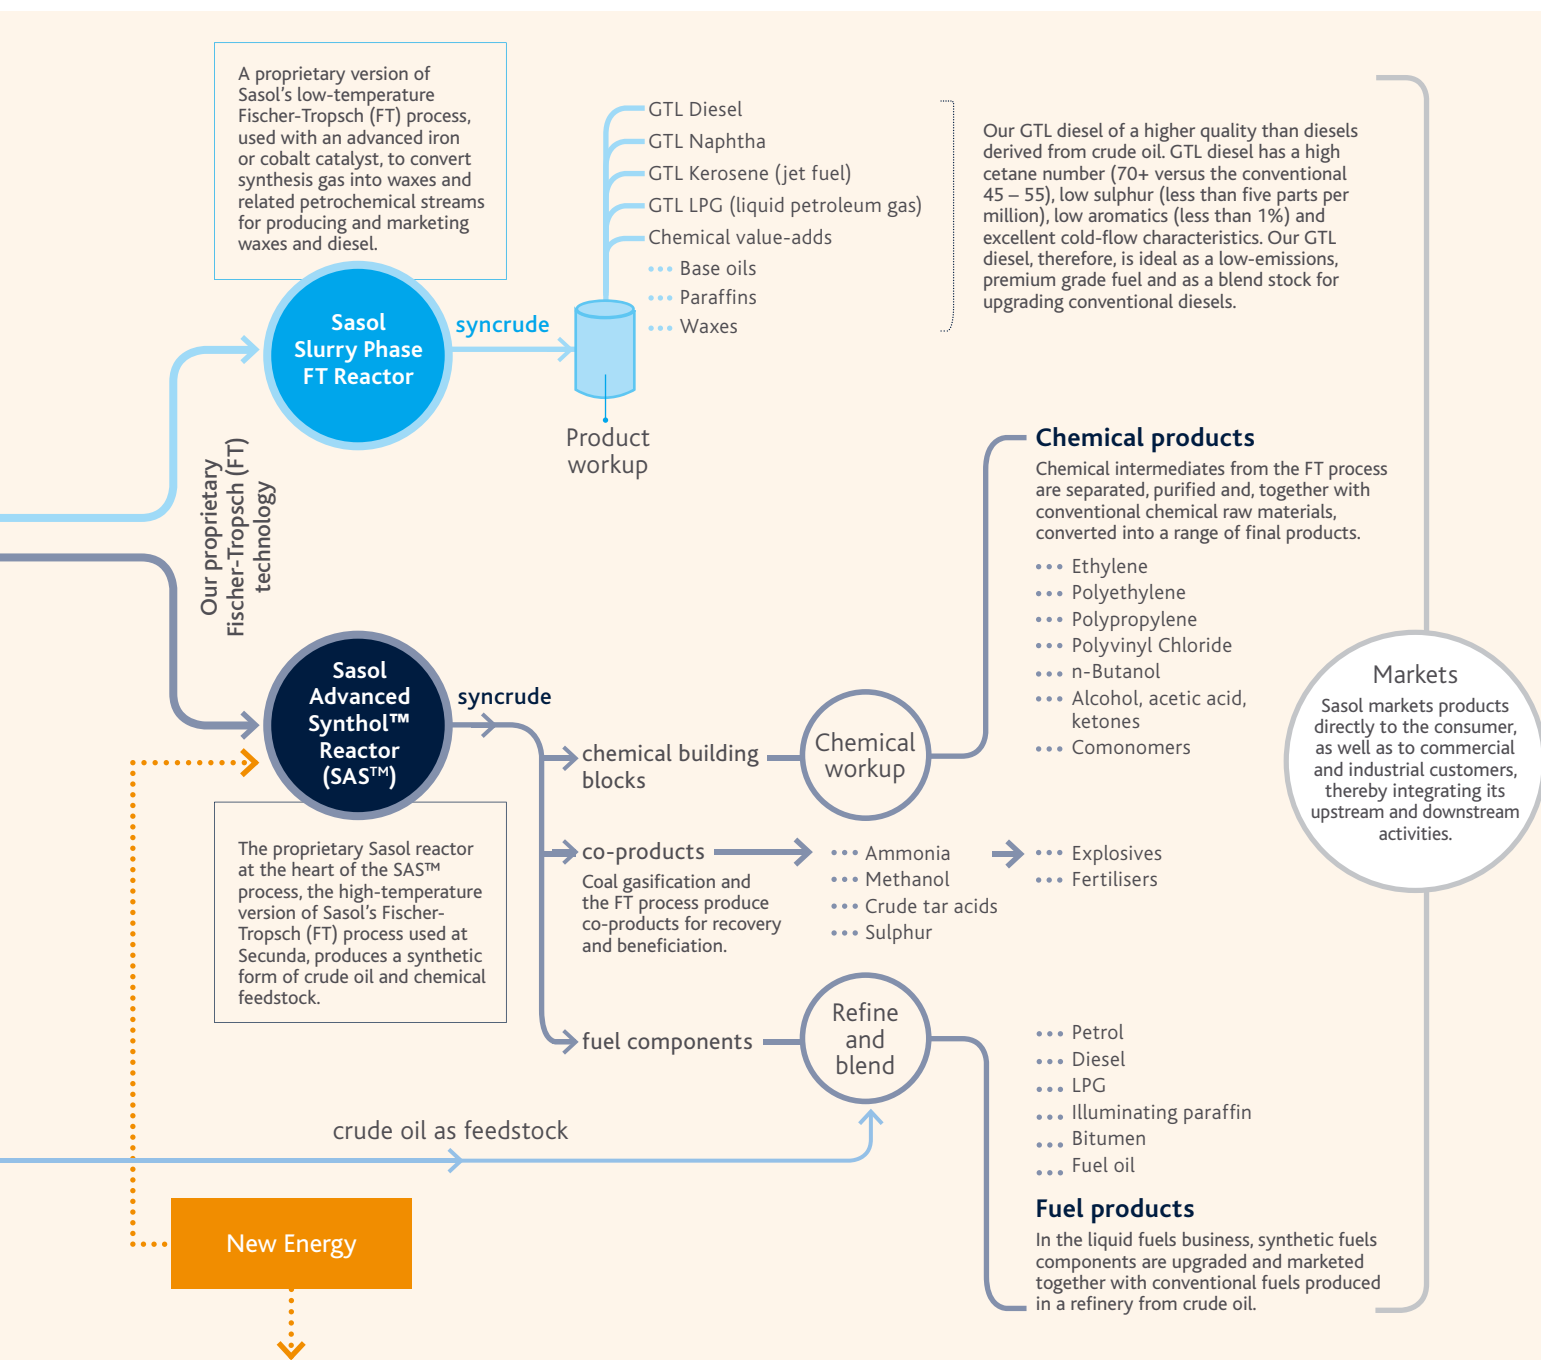 A proprietary version of
Sasol's low-temperature
Fischer-Tropsch (FT) process,
used with an advanced iron
or cobalt catalyst, to convert
synthesis gas into waxes and
related petrochemical streams
for producing and marketing
waxes and diesel.
Sasol
Slurry Phase
FT Reactor
syncrude
GTL Diesel
GTL Naphtha
GTL Kerosene (jet fuel)
GTL LPG (liquid petroleum gas)
Chemical value-adds
Base oils
Paraffins
Waxes
Product
workup
Our GTL diesel of a higher quality than diesels
derived from crude oil. GTL diesel has a high
cetane number (70+ versus the conventional
45 – 55), low sulphur (less than five parts per
million), low aromatics (less than 1%) and
excellent cold-flow characteristics. Our GTL
diesel, therefore, is ideal as a low-emissions,
premium grade fuel and as a blend stock for
upgrading conventional diesels.
Our proprietary
Fischer-Tropsch (FT)
technology
Sasol
Advanced
Synthol™
Reactor
(SAS™)
syncrude
The proprietary Sasol reactor
at the heart of the SAS™
process, the high-temperature
version of Sasol's Fischer-
Tropsch (FT) process used at
Secunda, produces a synthetic
form of crude oil and chemical
feedstock.
chemical building
blocks
Chemical
workup
Chemical products
Chemical intermediates from the FT process
are separated, purified and, together with
conventional chemical raw materials,
converted into a range of final products.
Ethylene
Polyethylene
Polypropylene
Polyvinyl Chloride
n-Butanol
Alcohol, acetic acid,
ketones
Comonomers
co-products
Coal gasification and
the FT process produce
co-products for recovery
and beneficiation.
Ammonia
Methanol
Crude tar acids
Sulphur
Explosives
Fertilisers
fuel components
Refine
and
blend
Petrol
Diesel
LPG
Illuminating paraffin
Bitumen
Fuel oil
Fuel products
In the liquid fuels business, synthetic fuels
components are upgraded and marketed
together with conventional fuels produced
in a refinery from crude oil.
Markets
Sasol markets products
directly to the consumer,
as well as to commercial
and industrial customers,
thereby integrating its
upstream and downstream
activities.
crude oil as feedstock
New Energy